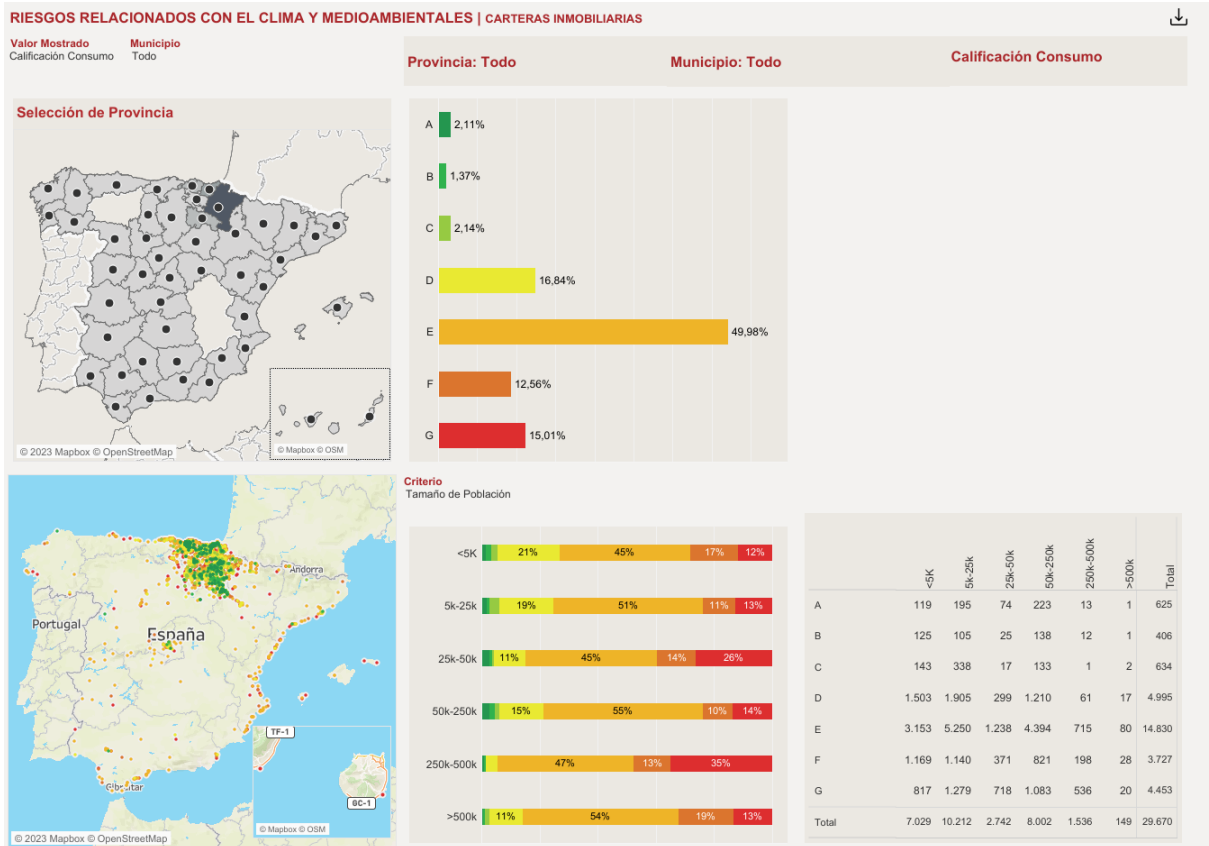 RIESGOS RELACIONADOS CON EL CLIMA Y MEDIOAMBIENTALES | CARTERAS INMOBILIARIAS
Valor Mostrado Municipio
Calificación Consumo Todo
Provincia: Todo Municipio: Todo Calificación Consumo
Selección de Provincia
© Mapbox © OSM
© 2023 Mapbox © OpenStreetMap
A 2,11%
B 1,37%
C 2,14%
D 16,84%
E 49,98%
F 12,56%
G 15,01%
Andorra
Portugal
España
Gibraltar
TF-1
GC-1
© Mapbox © OSM
© 2023 Mapbox © OpenStreetMap
Criterio
Tamaño de Población
<5K 21% 45% 17% 12%
5k-25k 19% 51% 11% 13%
25k-50k 11% 45% 14% 26%
50k-250k 15% 55% 10% 14%
250k-500k 47% 13% 35%
>500k 11% 54% 19% 13%
<5K 5k-25k 25k-50k 50k-250k 250k-500k >500k Total
A 119 195 74 223 13 1 625
B 125 105 25 138 12 1 406
C 143 338 17 133 1 2 634
D 1.503 1.905 299 1.210 61 17 4.995
E 3.153 5.250 1.238 4.394 715 80 14.830
F 1.169 1.140 371 821 198 28 3.727
G 817 1.279 718 1.083 536 20 4.453
Total 7.029 10.212 2.742 8.002 1.536 149 29.670